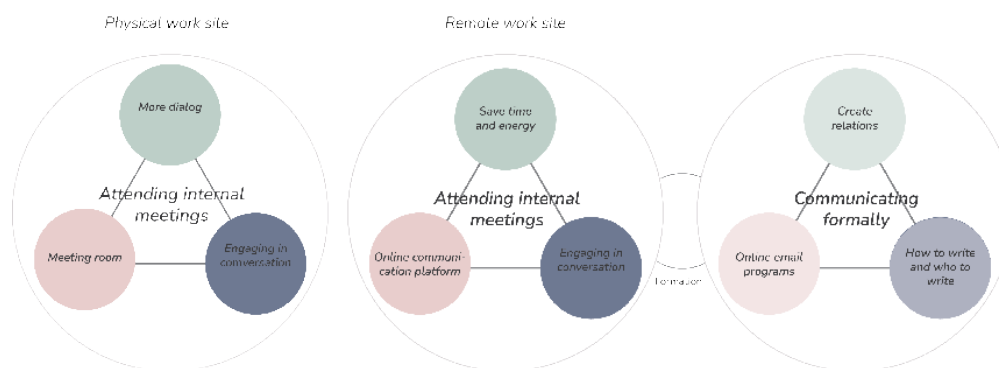 Physical work site
Remote work site
More dialog
Attending internal
meetings
Meeting room
Engaging in
conversation
Save time
and energy
Attending internal
meetings
Online communi-
cation platform
Engaging in
conversation
Formation
Create
relations
Communicating
formally
Online email
programs
How to write
and who to
write